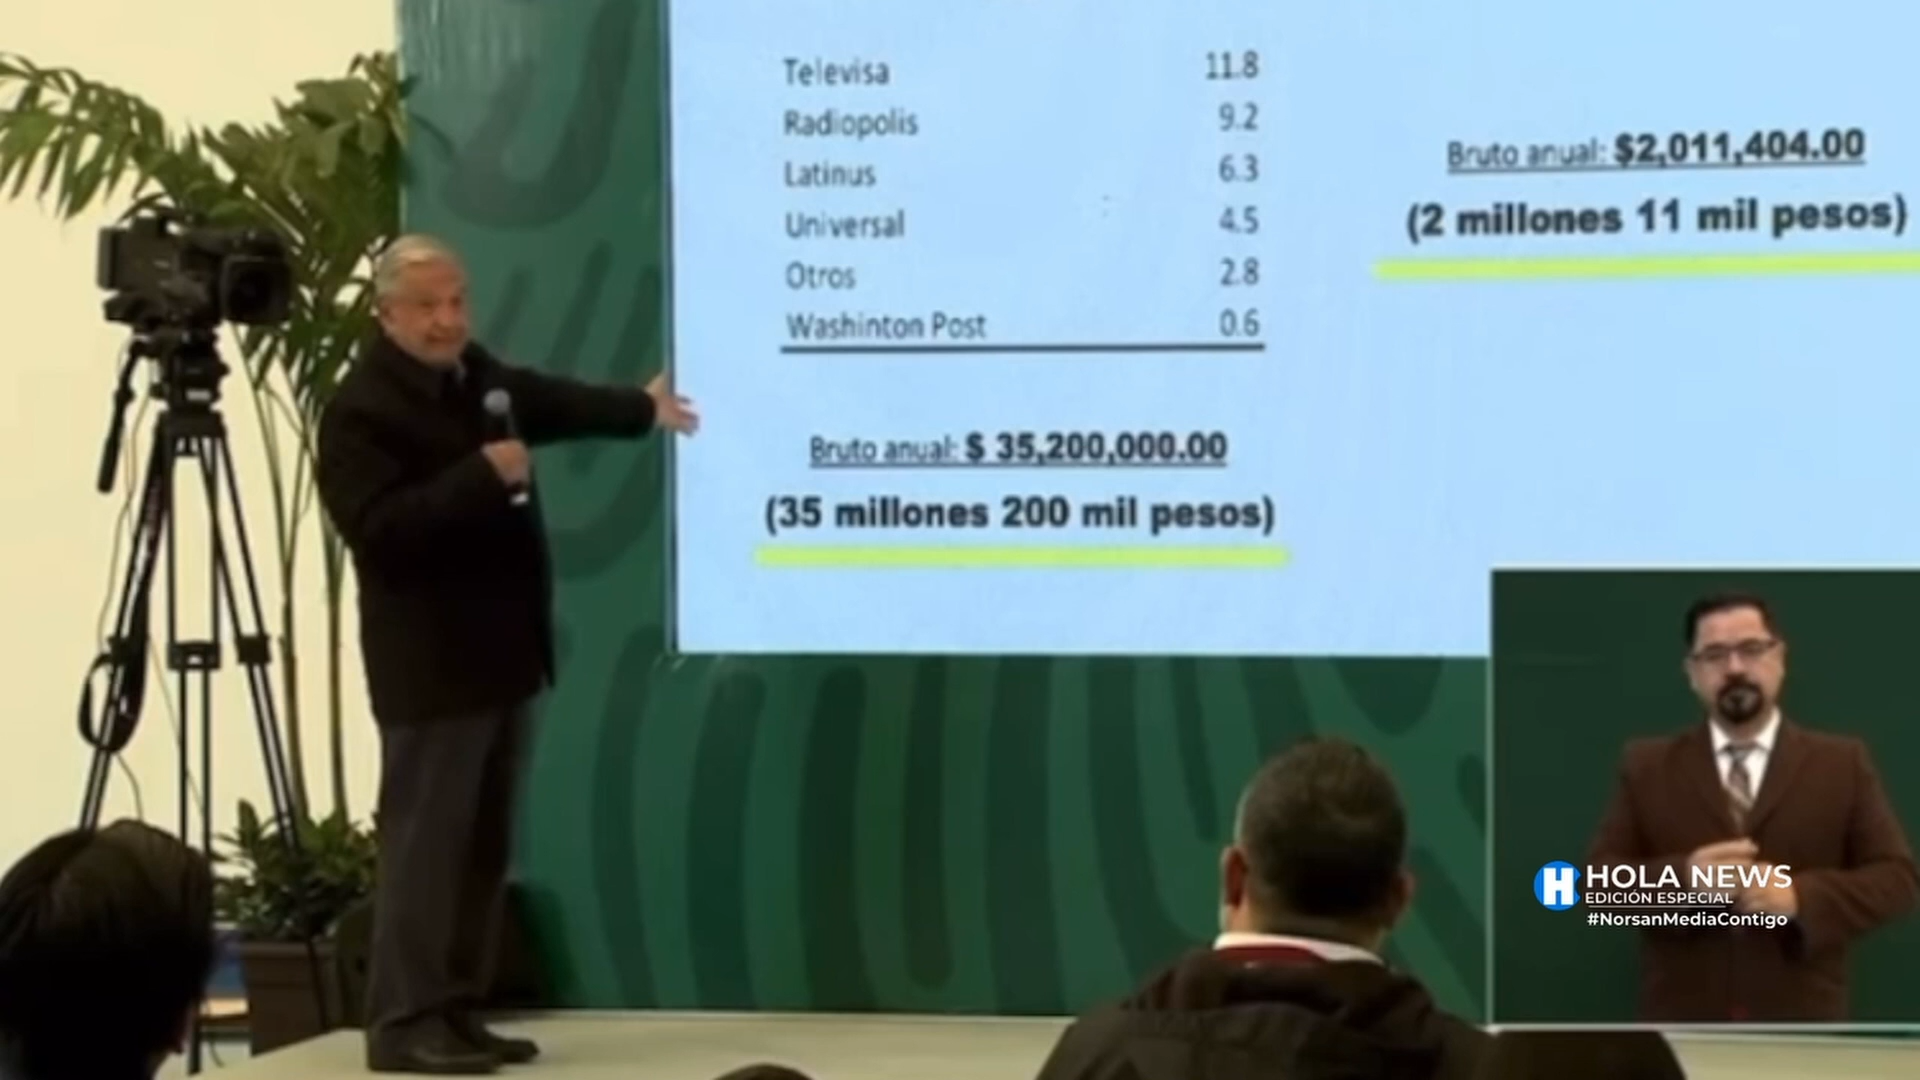 Televisa 11.8
Radiopolis 9.2
Latinus 6.3
Universal 4.5
Otros 2.8
Washinton Post 0.6
Bruto anual: $ 35,200,000.00
(35 millones 200 mil pesos)
Bruto anual: $2,011,404.00
(2 millones 11 mil pesos)
H HOLA NEWS
EDICIÓN ESPECIAL
#NorsanMediaContigo